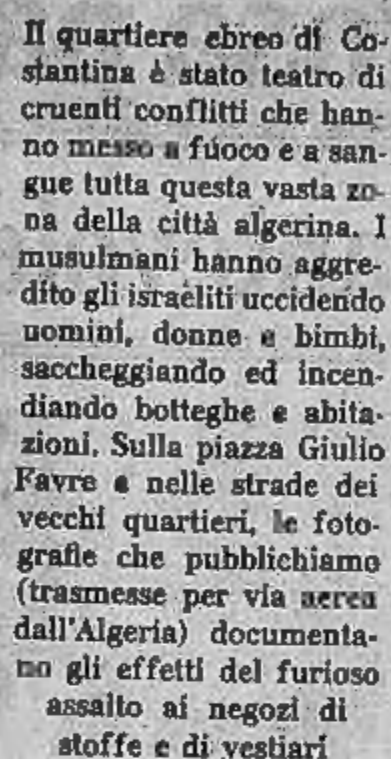 Il quartiere ebreo di Co-
stantina è stato teatro di
cruenti conflitti che han-
no messo a fuoco e a san-
gue tutta questa vasta zo-
na della città algerina. I
musulmani hanno aggre-
dito gli israeliti uccidendo
uomini, donne e bimbi,
saccheggiando ed incen-
diando botteghe e abita-
zioni. Sulla piazza Giulio
Favre e nelle strade dei
vecchi quartieri, le foto-
grafie che pubblichiamo
(trasmesse per via aerea
dall'Algeria) documenta-
no gli effetti del furioso
assalto ai negozi di
stoffe e di vestiari